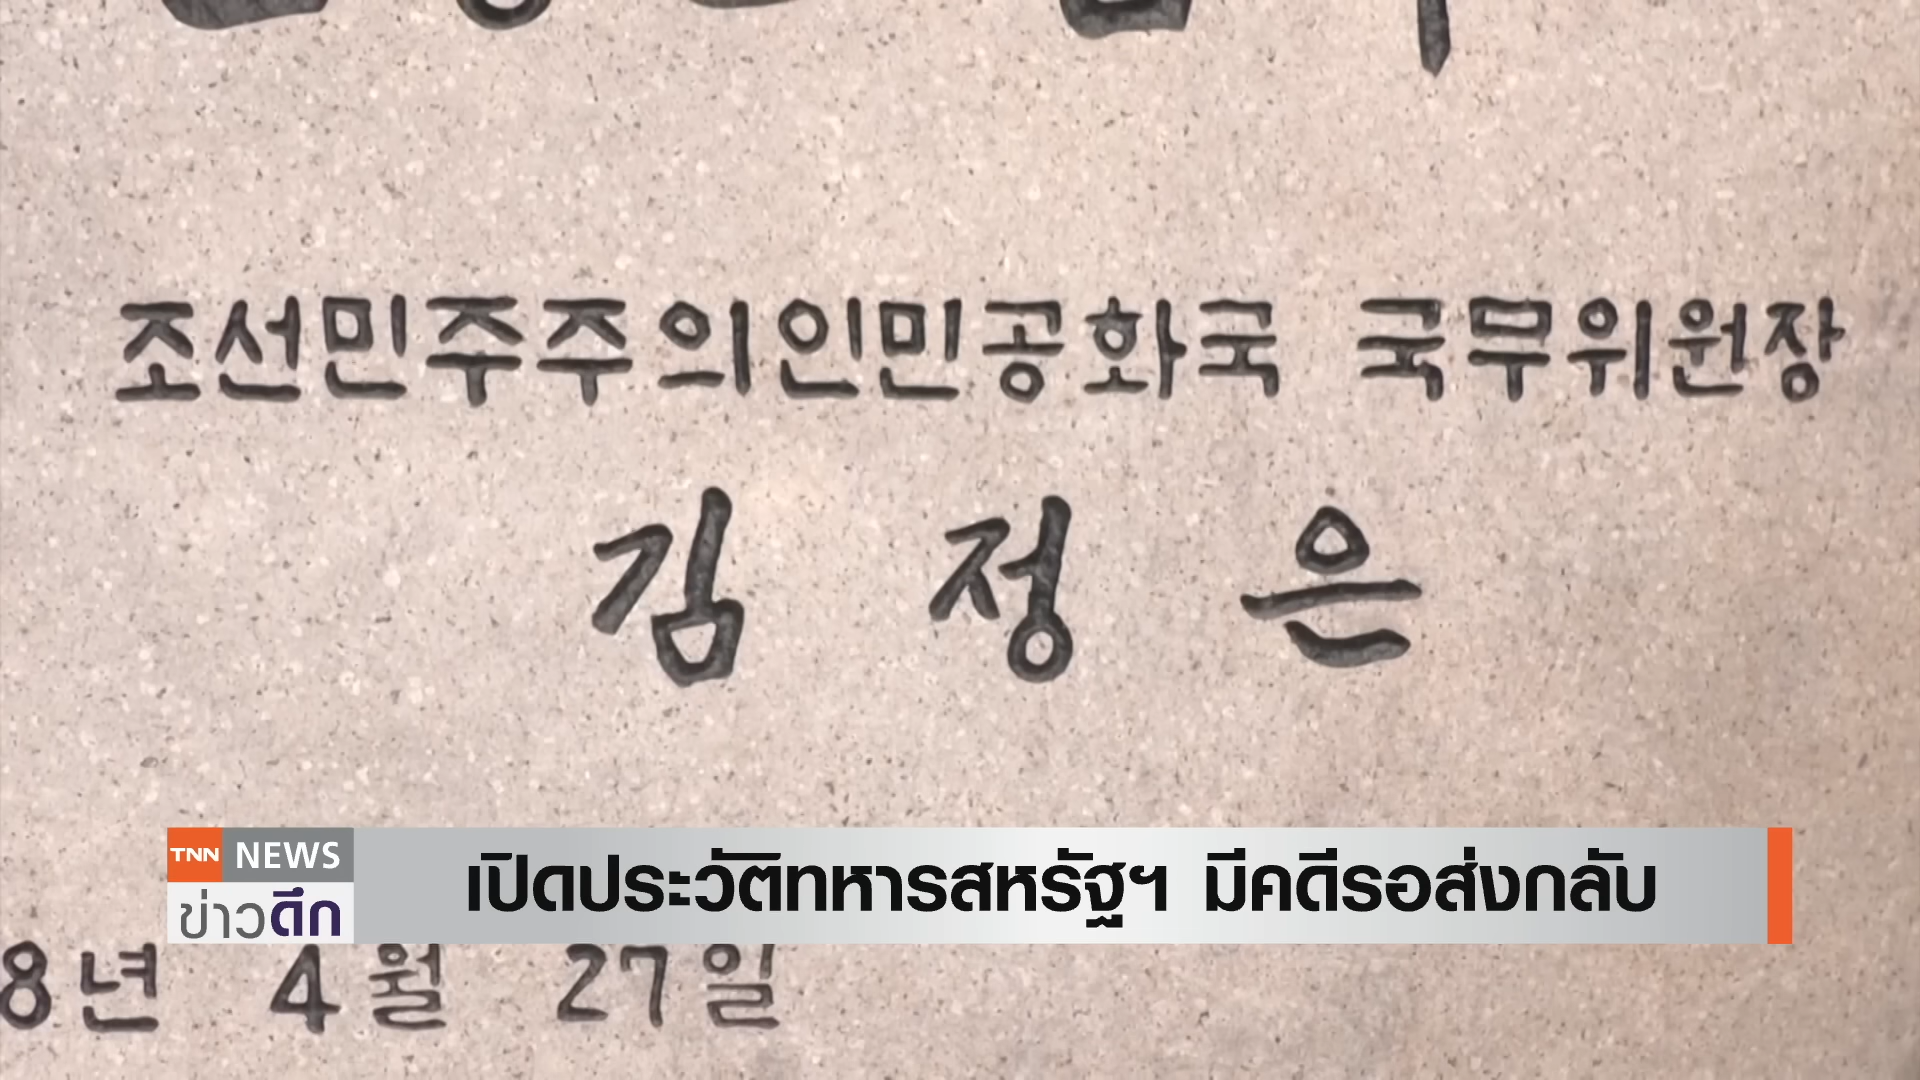 조선민주주의인민공화국 국무위원장
김 정 은
TNN NEWS
ข่าวดึก
เปิดประวัติทหารสหรัฐฯ มีคดีรอส่งกลับ
8년 4월 27일